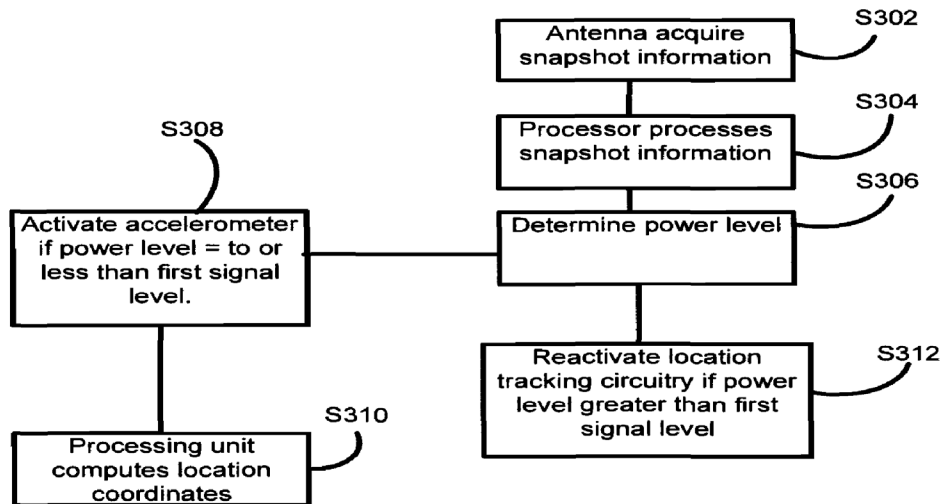 S302
Antenna acquire
snapshot information
S304
Processor processes
snapshot information
S306
Determine power level
S308
Activate accelerometer
if power level = to or
less than first signal
level.
S310
Processing unit
computes location
coordinates
S312
Reactivate location
tracking circuitry if power
level greater than first
signal level